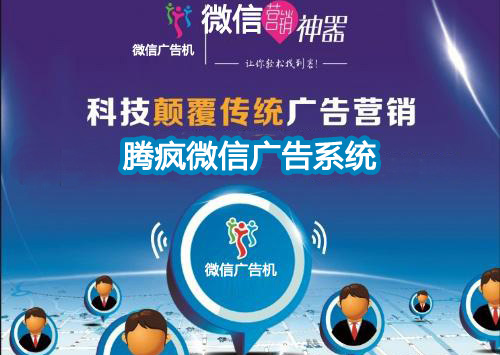 微信广告机
微信营销神器
让你轻松找到客!
科技颠覆传统广告营销
腾疯微信广告系统
微信广告机